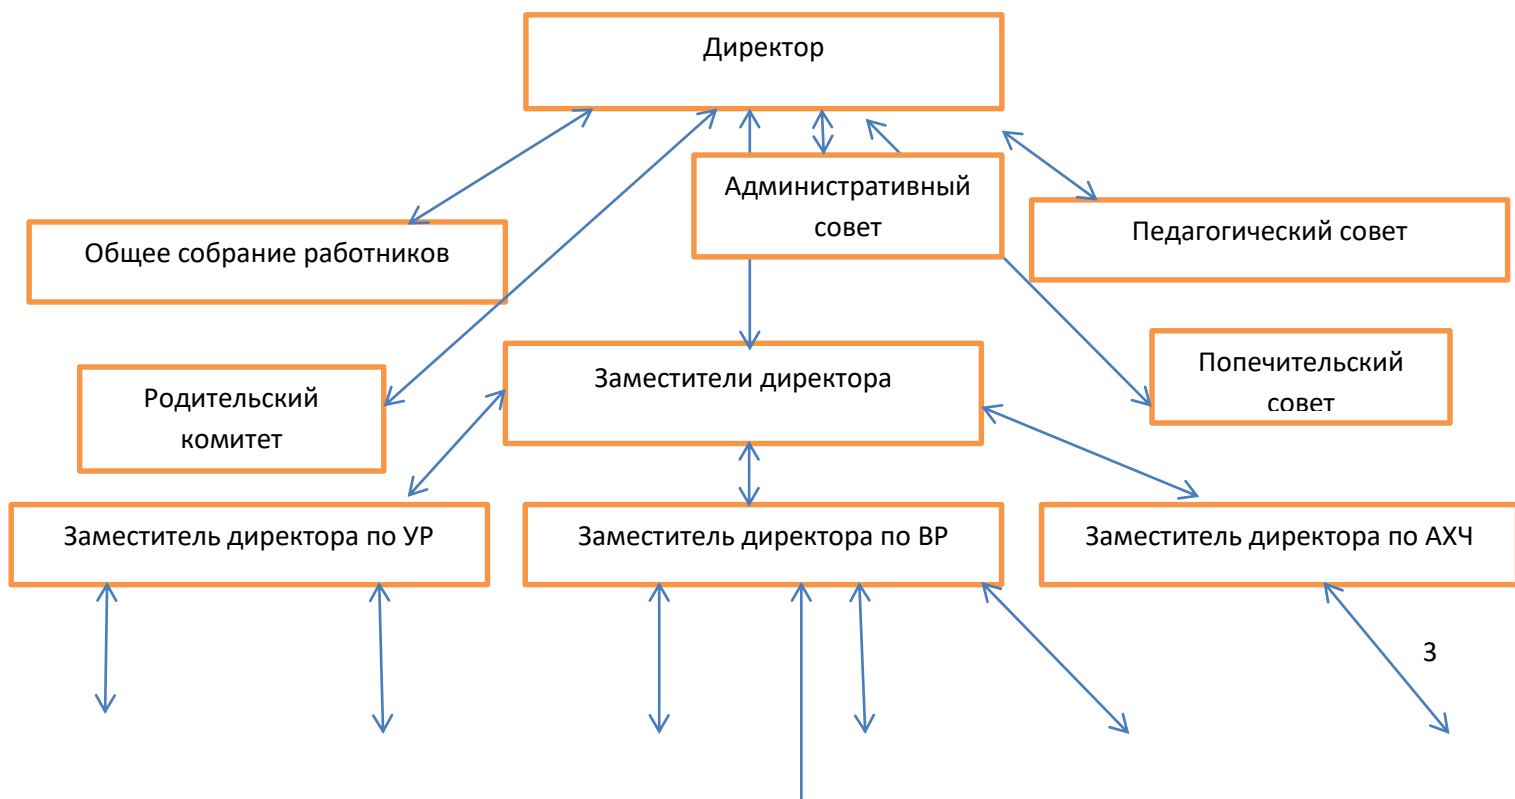 Директор
Административный
совет
Педагогический совет
Общее собрание работников
Попечительский
совет
Заместители директора
Родительский
комитет
Заместитель директора по УР
Заместитель директора по ВР
Заместитель директора по АХЧ
3